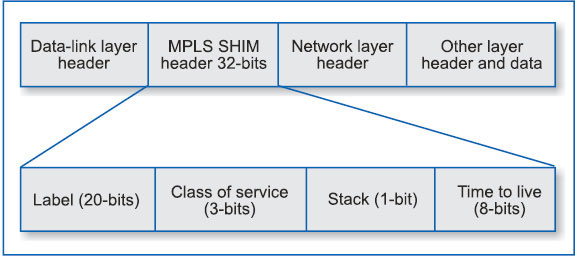 Data-link layer
header
MPLS SHIM
header 32-bits
Network layer
header
Other layer
header and data
Label (20-bits)
Class of service
(3-bits)
Stack (1-bit)
Time to live
(8-bits)